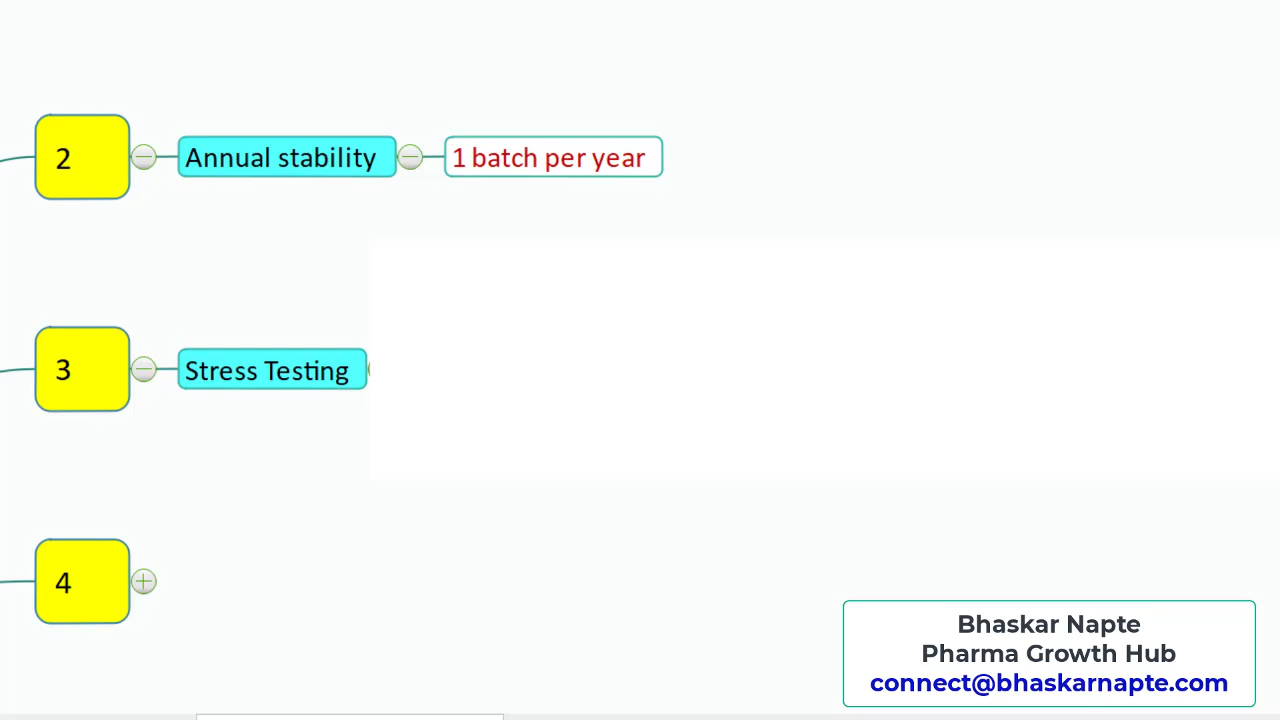 2
Annual stability
1 batch per year
3
Stress Testing
4
Bhaskar Napte
Pharma Growth Hub
connect@bhaskarnapte.com